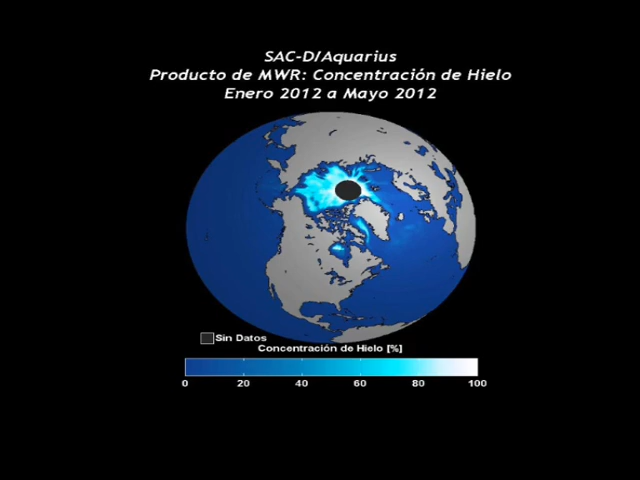 SAC-D/Aquarius
Producto de MWR: Concentración de Hielo
Enero 2012 a Mayo 2012
Sin Datos
Concentración de Hielo [%]
0 20 40 60 80 100